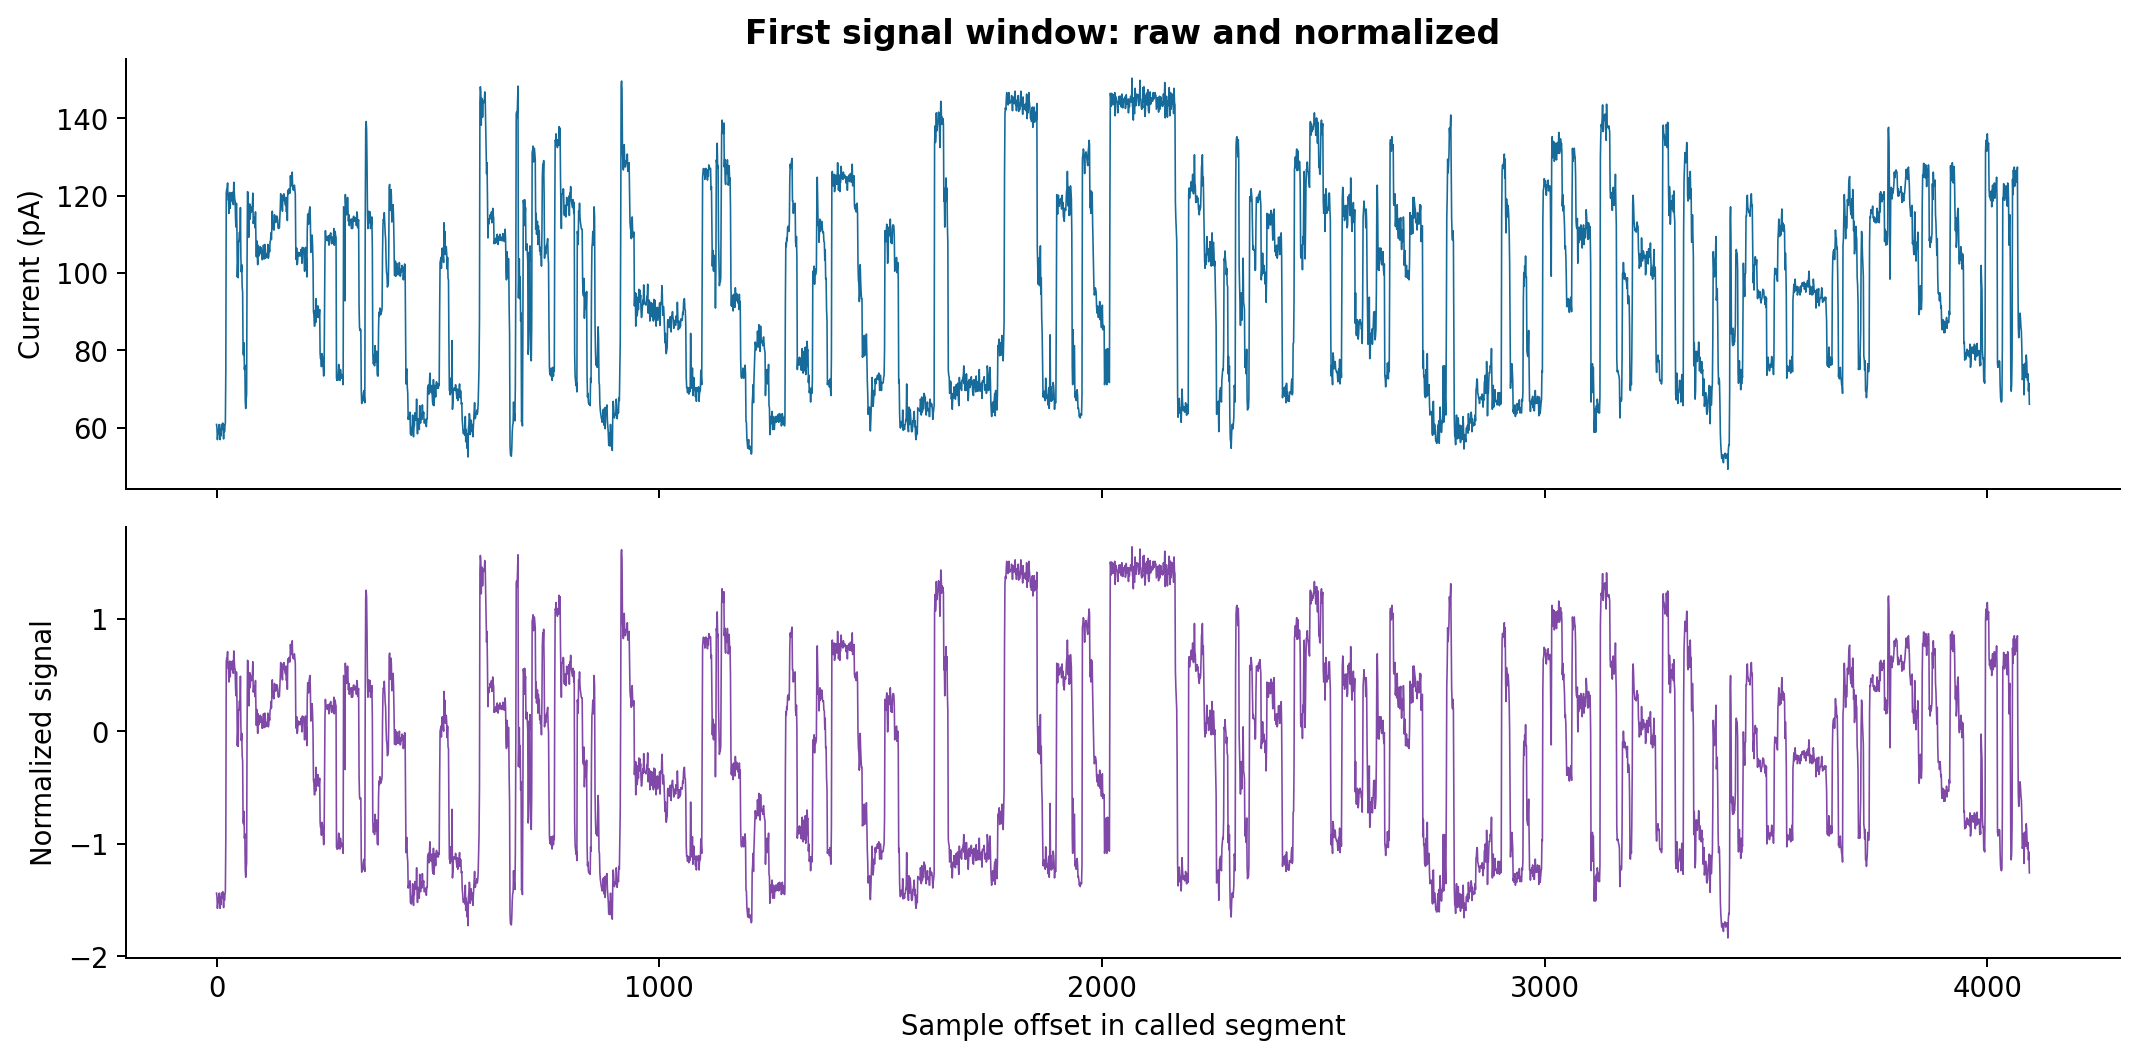 First signal window: raw and normalized
Current (pA)
140
120
100
80
60
Normalized signal
1
0
−1
−2
0 1000 2000 3000 4000
Sample offset in called segment